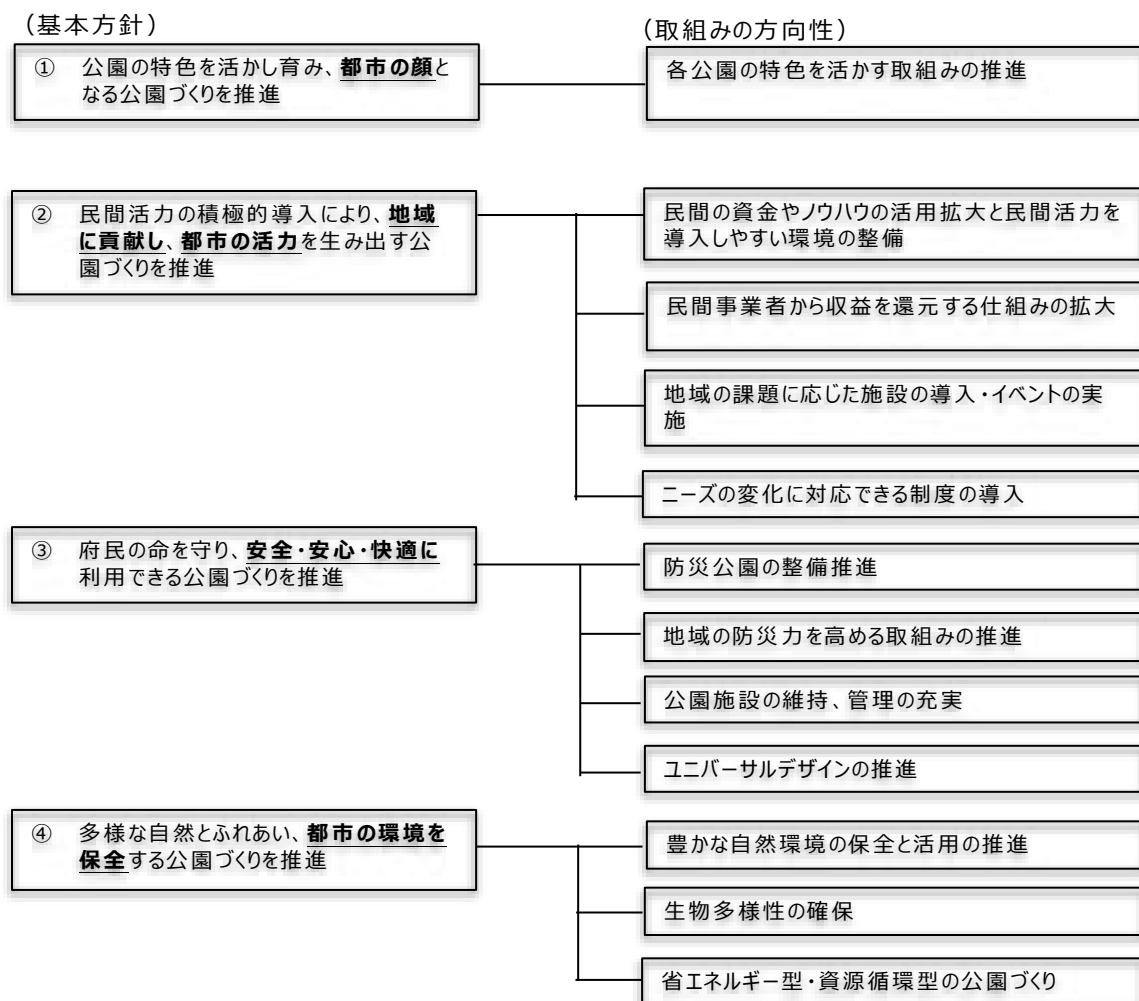 (基本方針)
(取組みの方向性)
① 公園の特色を活かし育み、都市の顔と
なる公園づくりを推進
各公園の特色を活かす取組みの推進
② 民間活力の積極的導入により、地域
に貢献し、都市の活力を生み出す公
園づくりを推進
民間の資金やノウハウの活用拡大と民間活力を
導入しやすい環境の整備
民間事業者から収益を還元する仕組みの拡大
地域の課題に応じた施設の導入・イベントの実
施
ニーズの変化に対応できる制度の導入
③ 府民の命を守り、安全・安心・快適に
利用できる公園づくりを推進
防災公園の整備推進
地域の防災力を高める取組みの推進
公園施設の維持、管理の充実
ユニバーサルデザインの推進
④ 多様な自然とふれあい、都市の環境を
保全する公園づくりを推進
豊かな自然環境の保全と活用の推進
生物多様性の確保
省エネルギー型・資源循環型の公園づくり